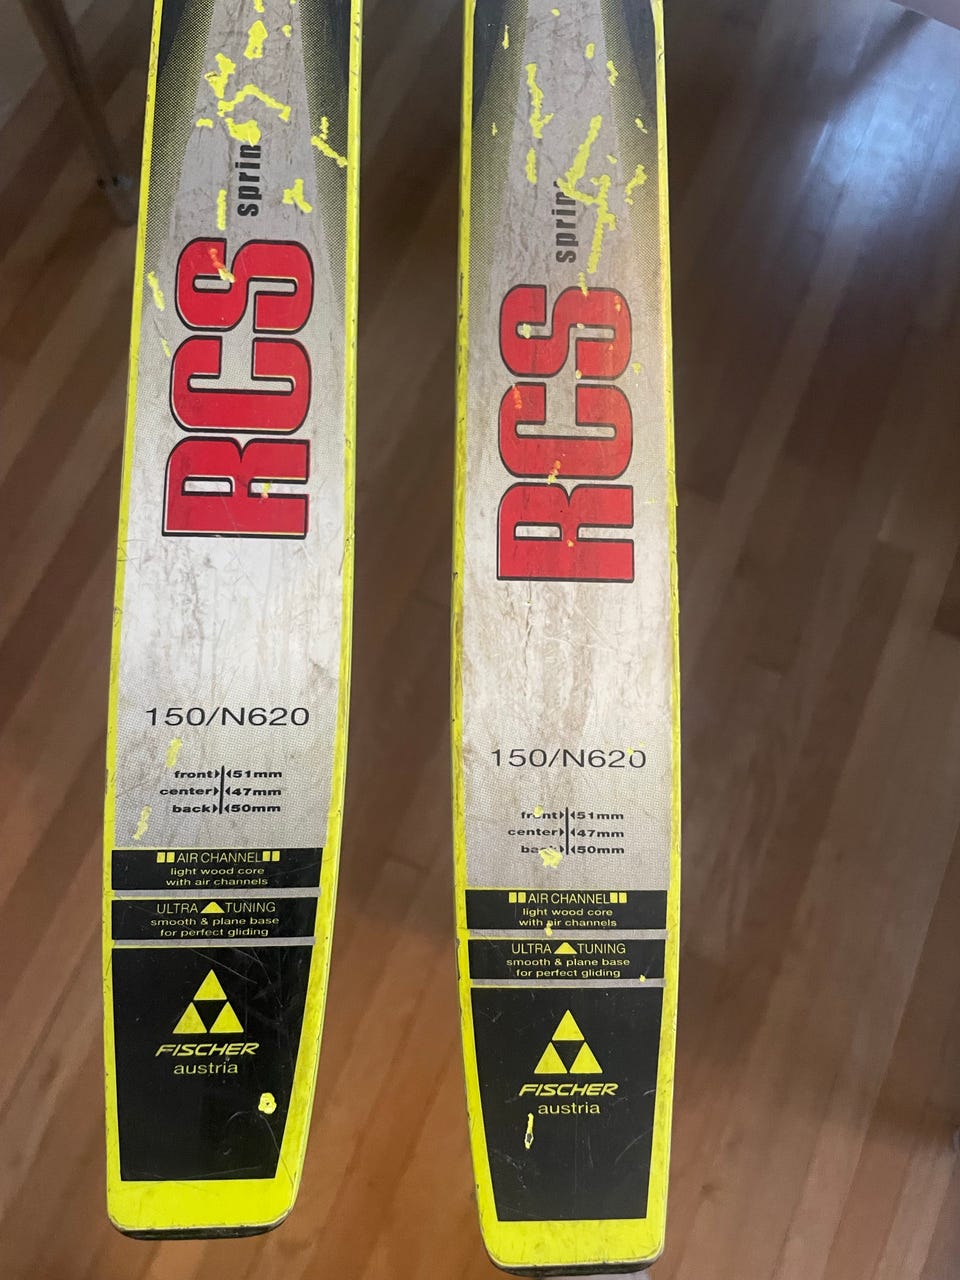 RCS
150/N620
front 51mm
center 47mm
back 50mm
AIR CHANNEL
light wood core
with air channels
ULTRA TUNING
smooth & plane base
for perfect gliding
FISCHER
austria
RCS
150/N620
front 51mm
center 47mm
back 50mm
AIR CHANNEL
light wood core
with air channels
ULTRA TUNING
smooth & plane base
for perfect gliding
FISCHER
austria